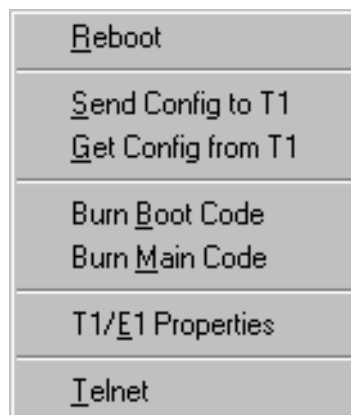 Reboot
Send Config to T1
Get Config from T1
Burn Boot Code
Burn Main Code
T1/E1 Properties
Telnet